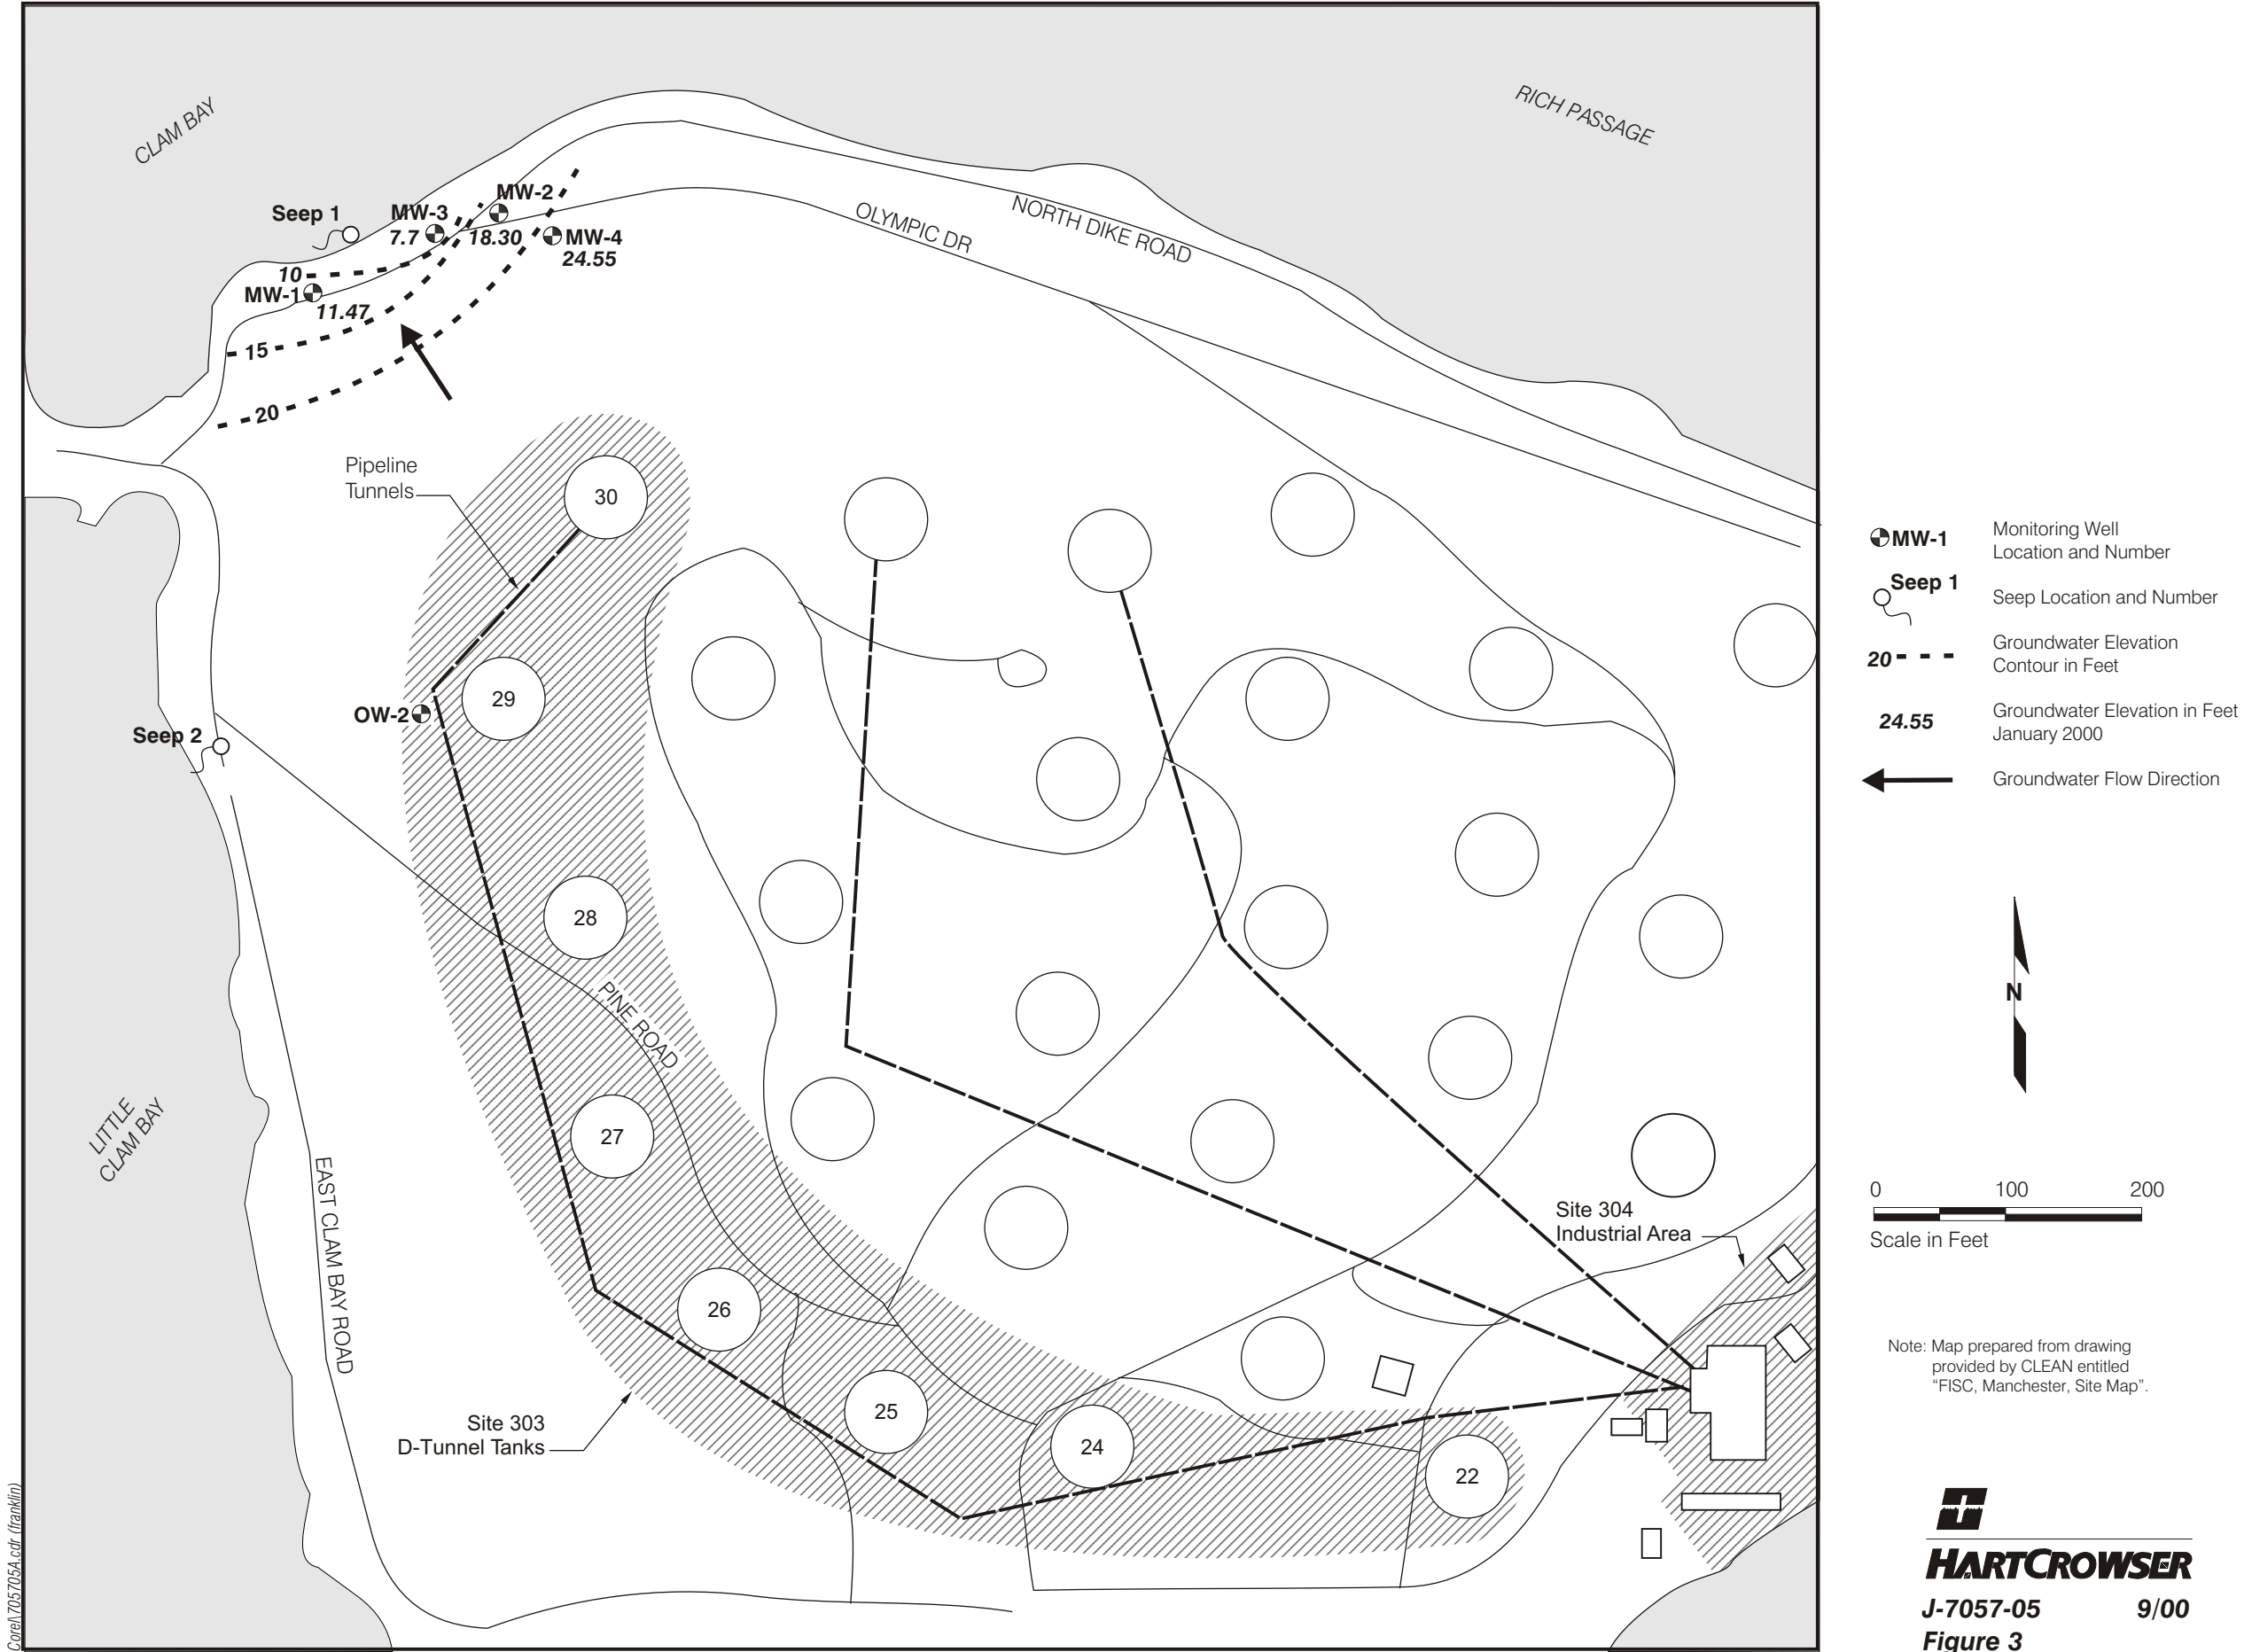 CLAM BAY
RICH PASSAGE
MW-2
Seep 1
MW-3
7.7
18.30
MW-4
24.55
OLYMPIC DR
NORTH DIKE ROAD
10
MW-1
11.47
15
20
Pipeline
Tunnels
30
29
OW-2
Seep 2
28
PINE ROAD
27
LITTLE
CLAM BAY
EAST CLAM BAY ROAD
26
25
24
22
Site 303
D-Tunnel Tanks
Site 304
Industrial Area
MW-1
Monitoring Well
Location and Number
Seep 1
Seep Location and Number
20
Groundwater Elevation
Contour in Feet
24.55
Groundwater Elevation in Feet
January 2000
Groundwater Flow Direction
N
0 100 200
Scale in Feet
Note: Map prepared from drawing
provided by CLEAN entitled
“FISC, Manchester, Site Map”.
HARTCROWSER
J-7057-05 9/00
Figure 3
Corel\705705A.cdr (franklin)